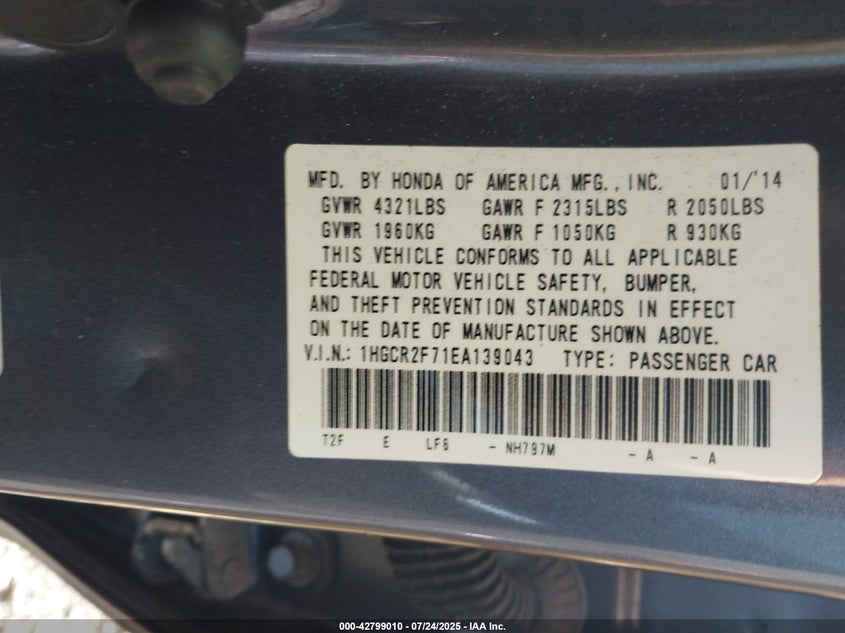 MFD. BY HONDA OF AMERICA MFG., INC. 01/'14
GVWR 4321LBS GAWR F 2315LBS R 2050LBS
GVWR 1960KG GAWR F 1050KG R 930KG
THIS VEHICLE CONFORMS TO ALL APPLICABLE
FEDERAL MOTOR VEHICLE SAFETY, BUMPER,
AND THEFT PREVENTION STANDARDS IN EFFECT
ON THE DATE OF MANUFACTURE SHOWN ABOVE.
V.I.N.: 1HGCR2F71EA139043 TYPE: PASSENGER CAR
T2F E LF6 - NH797M - A - A
000-42799010 / 07/24/2025 - IAA Inc.